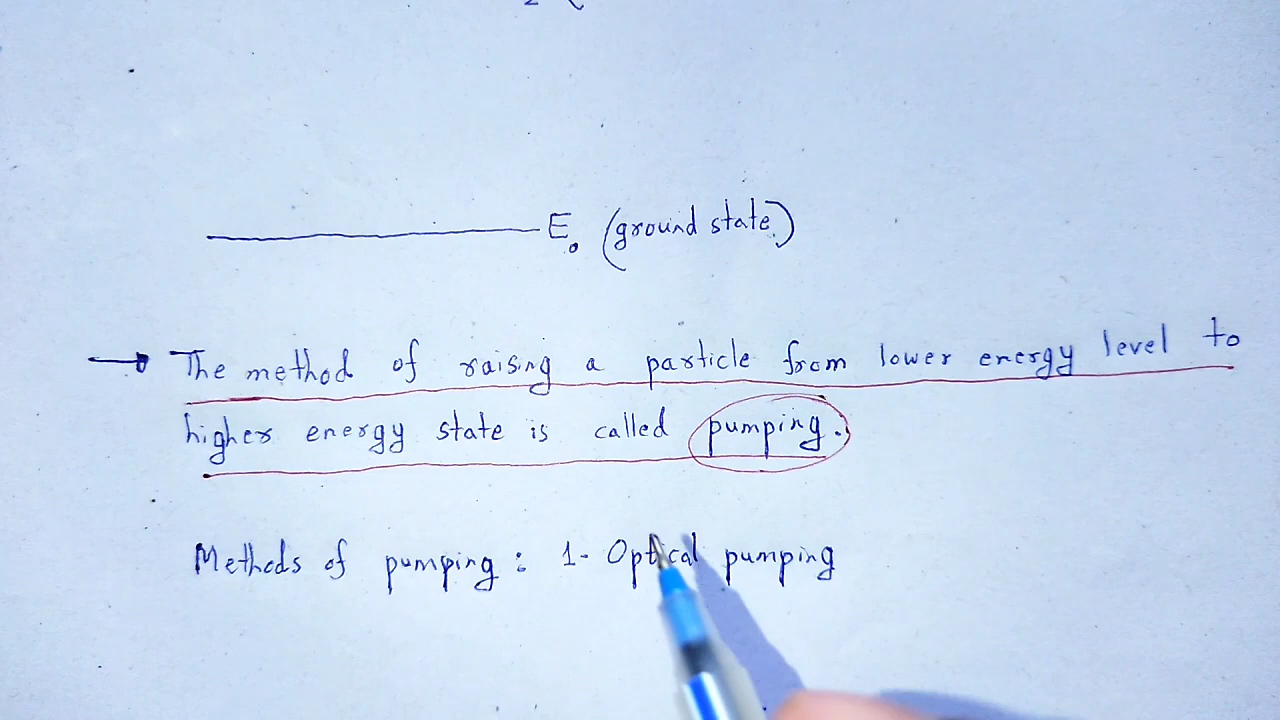 E₀ (ground state)
→ The method of raising a particle from lower energy level to
higher energy state is called pumping.
Methods of pumping : 1- Optical pumping